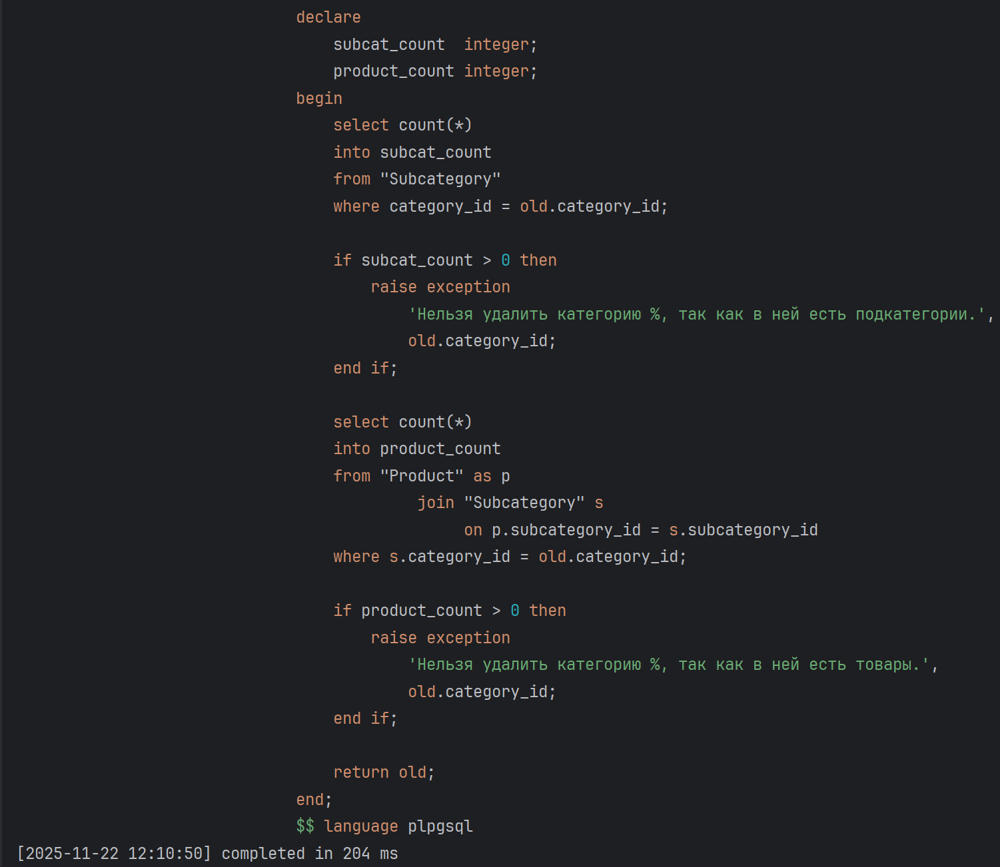 declare
subcat_count  integer;
product_count integer;
begin
select count(*)
into subcat_count
from "Subcategory"
where category_id = old.category_id;
if subcat_count > 0 then
raise exception
'Нельзя удалить категорию %, так как в ней есть подкатегории.',
old.category_id;
end if;
select count(*)
into product_count
from "Product" as p
join "Subcategory" s
on p.subcategory_id = s.subcategory_id
where s.category_id = old.category_id;
if product_count > 0 then
raise exception
'Нельзя удалить категорию %, так как в ней есть товары.',
old.category_id;
end if;
return old;
end;
$$ language plpgsql
[2025-11-22 12:10:50] completed in 204 ms